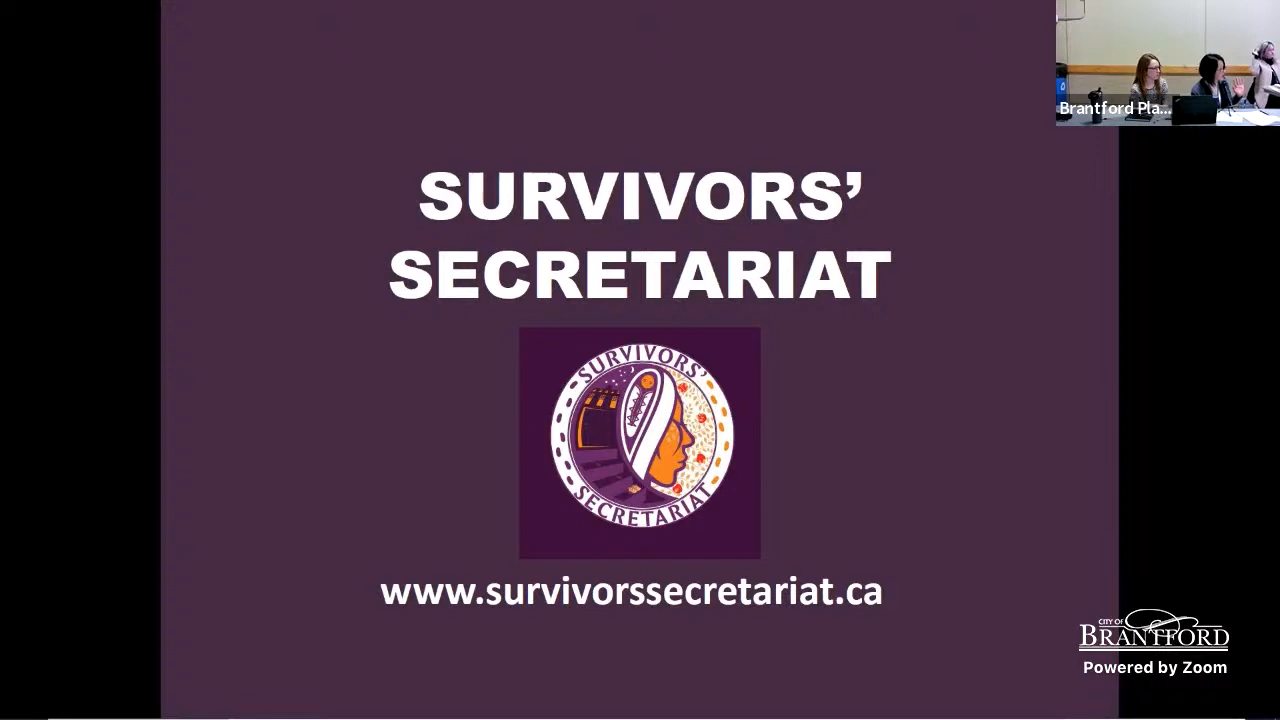 Brantford Pla...
SURVIVORS’
SECRETARIAT
SURVIVORS’
SECRETARIAT
www.survivorssecretariat.ca
CITY OF
BRANTFORD
Powered by Zoom